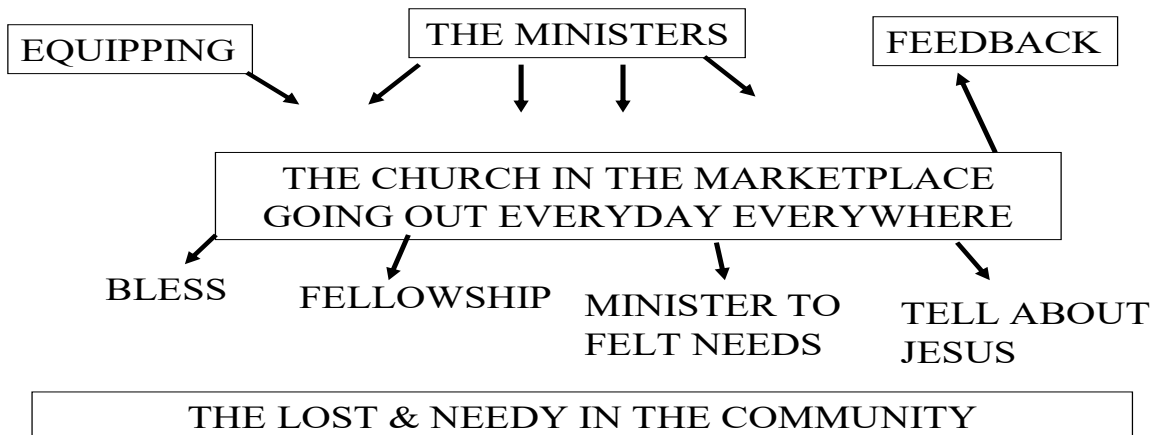 EQUIPPING
THE MINISTERS
FEEDBACK
THE CHURCH IN THE MARKETPLACE
GOING OUT EVERYDAY EVERYWHERE
BLESS
FELLOWSHIP
MINISTER TO
FELT NEEDS
TELL ABOUT
JESUS
THE LOST & NEEDY IN THE COMMUNITY